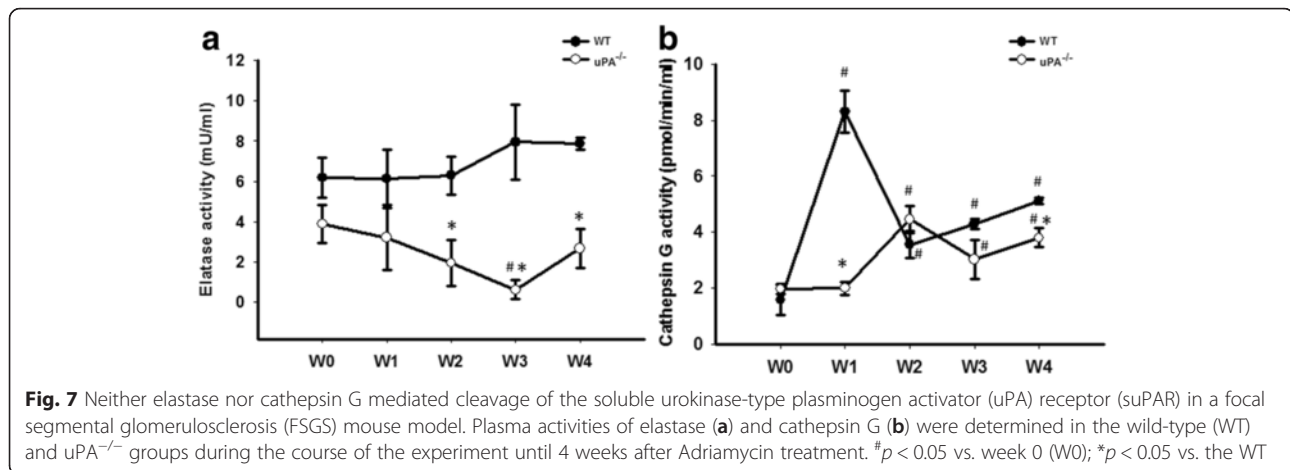 a
WT
uPA-/-
12
10
8
6
4
2
0
Elatase activity (mU/ml)
*
# *
*
W0 W1 W2 W3 W4
b
WT
uPA-/-
10
8
6
4
2
0
Cathepsin G activity (pmol/min/ml)
#
*
#
#
#
#
#
# *
W0 W1 W2 W3 W4
Fig. 7 Neither elastase nor cathepsin G mediated cleavage of the soluble urokinase-type plasminogen activator (uPA) receptor (suPAR) in a focal
segmental glomerulosclerosis (FSGS) mouse model. Plasma activities of elastase (a) and cathepsin G (b) were determined in the wild-type (WT)
and uPA−/− groups during the course of the experiment until 4 weeks after Adriamycin treatment. #p < 0.05 vs. week 0 (W0); *p < 0.05 vs. the WT